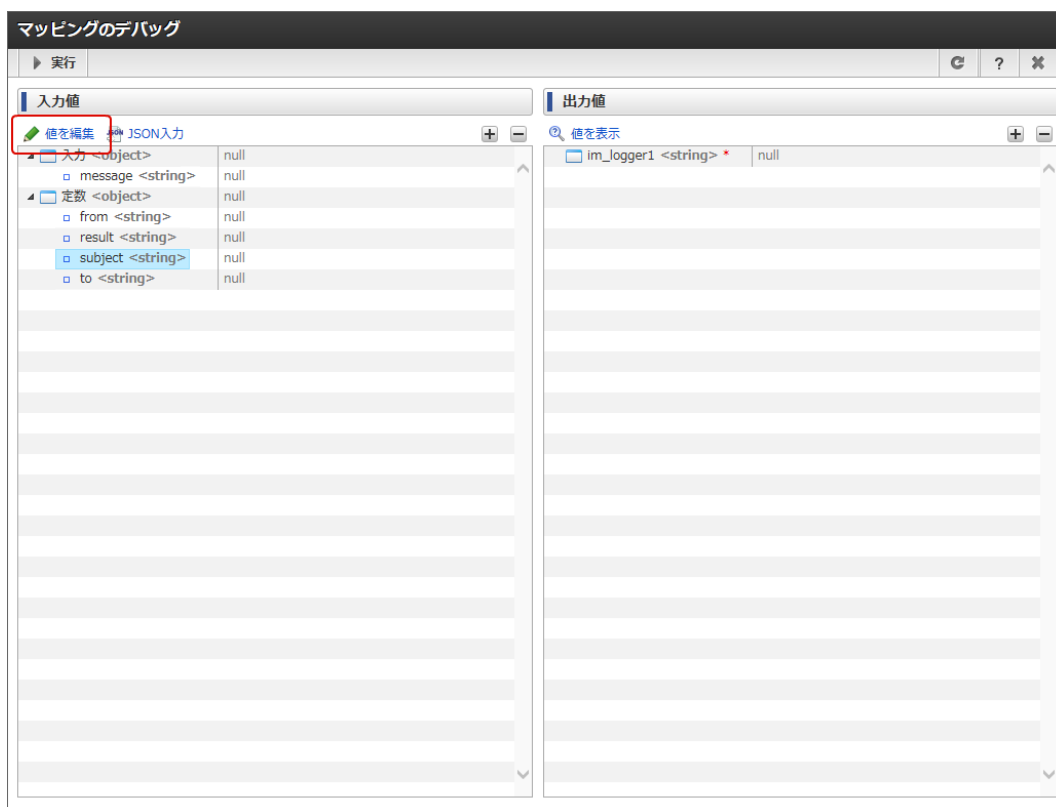 マッピングのデバッグ
実行 ?
入力値
値を編集 JSON入力
入力 <object> null
message <string> null
定数 <object> null
from <string> null
result <string> null
subject <string> null
to <string> null
出力値
値を表示
im_logger1 <string> * null